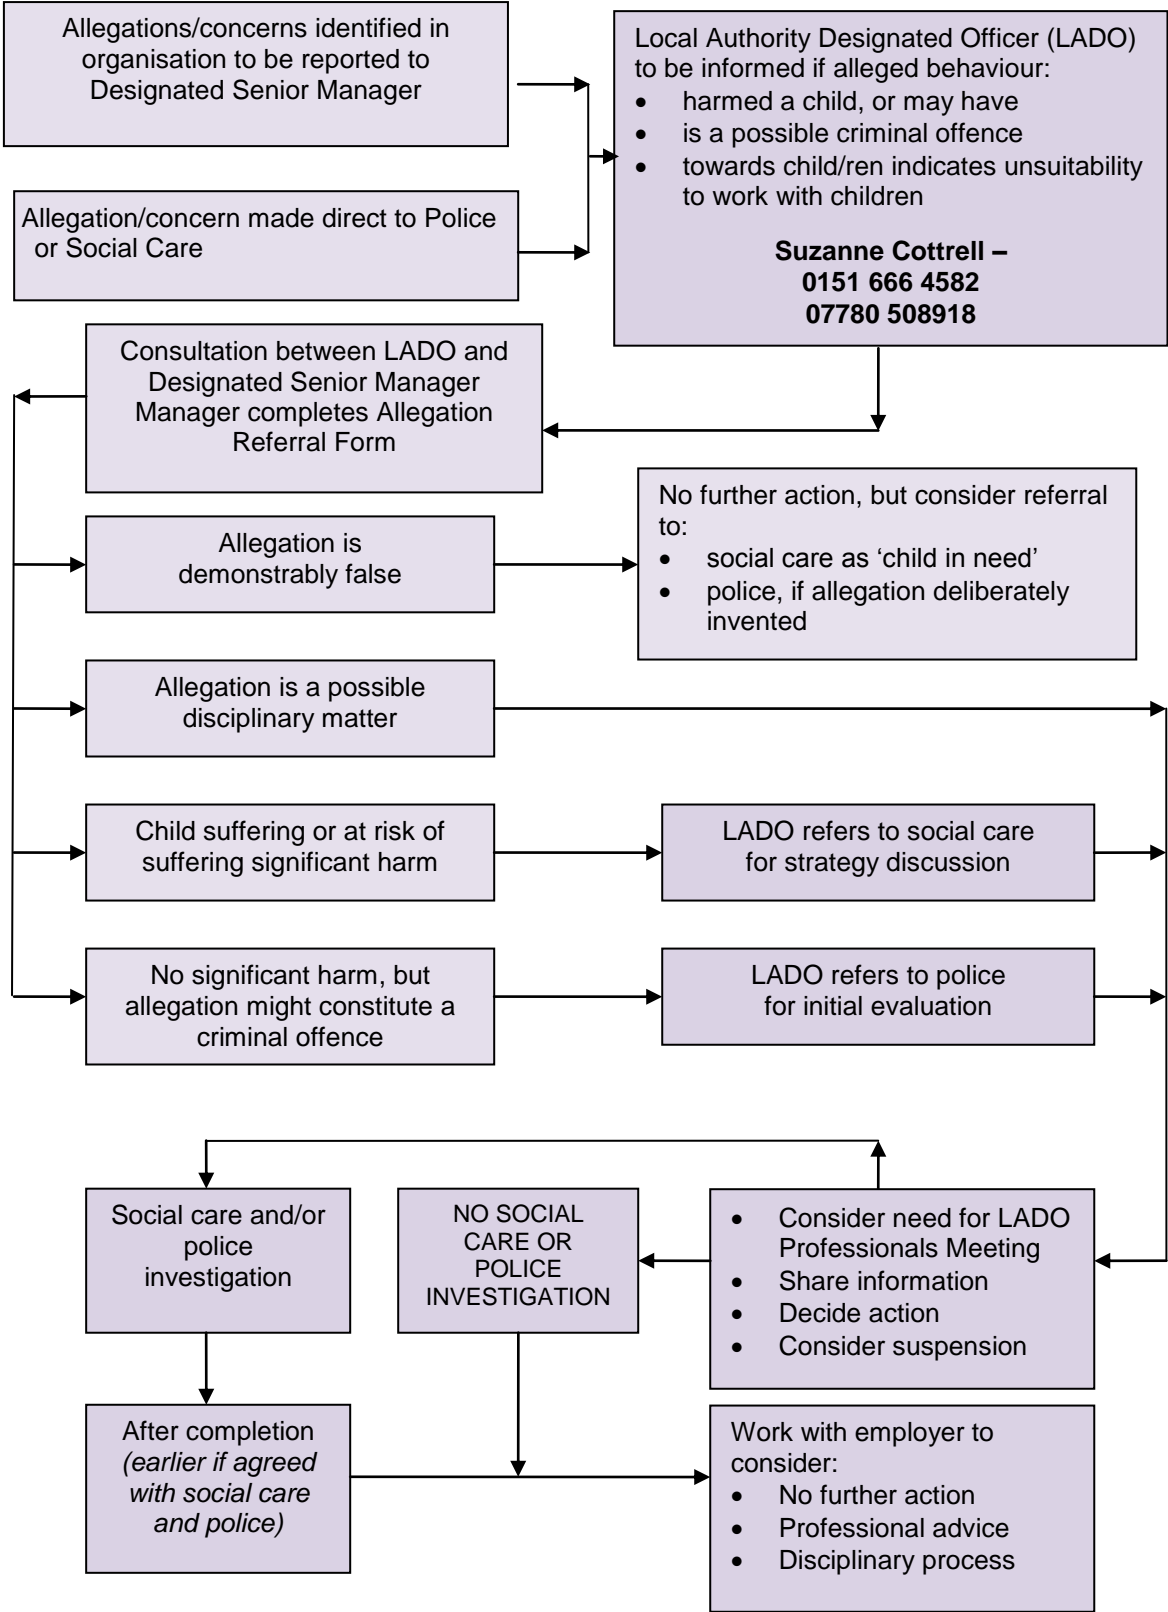 Allegations/concerns identified in
organisation to be reported to
Designated Senior Manager
Local Authority Designated Officer (LADO)
to be informed if alleged behaviour:
• harmed a child, or may have
• is a possible criminal offence
• towards child/ren indicates unsuitability
to work with children
Suzanne Cottrell –
0151 666 4582
07780 508918
Allegation/concern made direct to Police
or Social Care
Consultation between LADO and
Designated Senior Manager
Manager completes Allegation
Referral Form
Allegation is
demonstrably false
No further action, but consider referral
to:
• social care as ‘child in need’
• police, if allegation deliberately
invented
Allegation is a possible
disciplinary matter
Child suffering or at risk of
suffering significant harm
LADO refers to social care
for strategy discussion
No significant harm, but
allegation might constitute a
criminal offence
LADO refers to police
for initial evaluation
Social care and/or
police
investigation
NO SOCIAL
CARE OR
POLICE
INVESTIGATION
• Consider need for LADO
Professionals Meeting
• Share information
• Decide action
• Consider suspension
After completion
(earlier if agreed
with social care
and police)
Work with employer to
consider:
• No further action
• Professional advice
• Disciplinary process